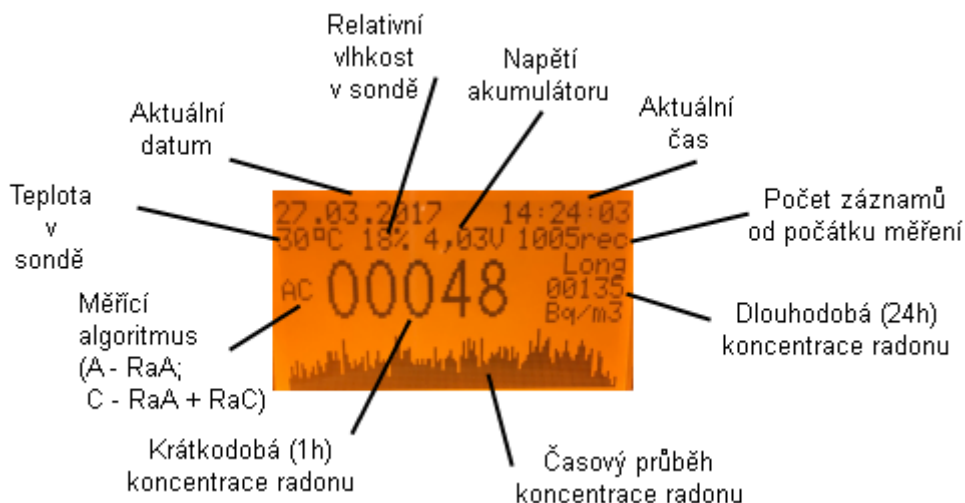 Relativní
vlhkost
v sondě
Napětí
akumulátoru
Aktuální
datum
Aktuální
čas
Teplota
v
sondě
Počet záznamů
od počátku měření
27.03.2017 14:24:03
30ºC 18% 4,03V 1005rec
Long
AC 00048 00135
Bq/m3
Měřící
algoritmus
(A - RaA;
C - RaA + RaC)
Dlouhodobá (24h)
koncentrace radonu
Krátkodobá (1h)
koncentrace radonu
Časový průběh
koncentrace radonu